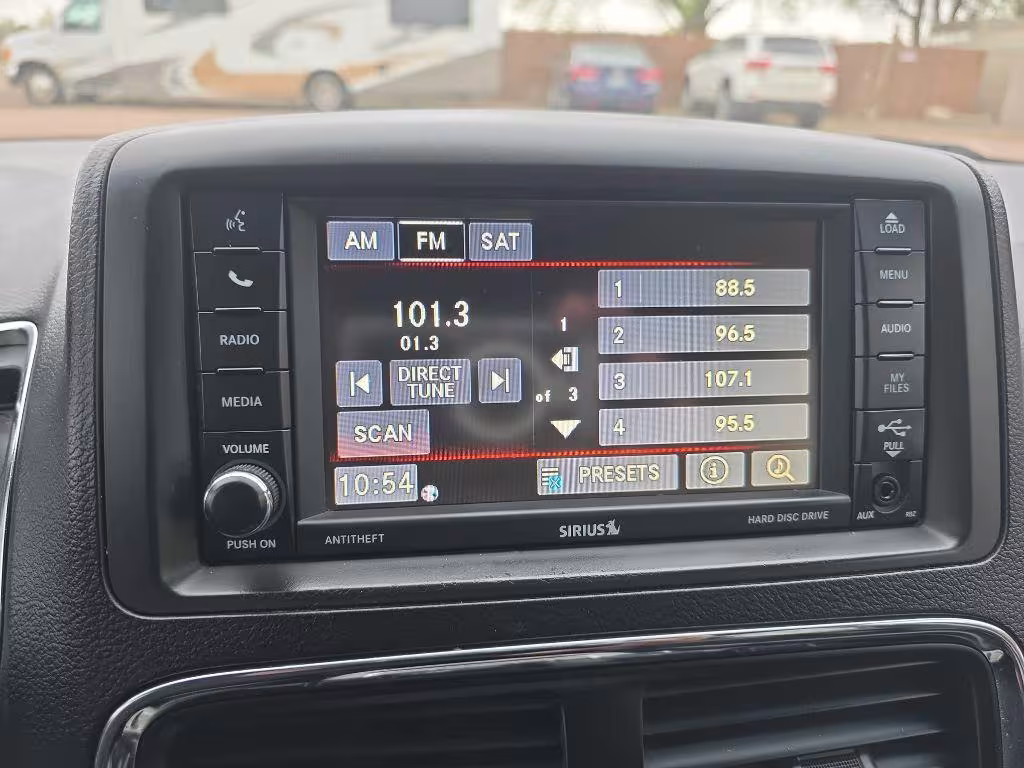 AM FM SAT
101.3
01.3
DIRECT
TUNE
SCAN
10:54
1
of 3
1 88.5
2 96.5
3 107.1
4 95.5
PRESETS
RADIO
MEDIA
VOLUME
PUSH ON
LOAD
MENU
AUDIO
MY
FILES
PULL
AUX
RBZ
ANTITHEFT
SIRIUS
HARD DISC DRIVE